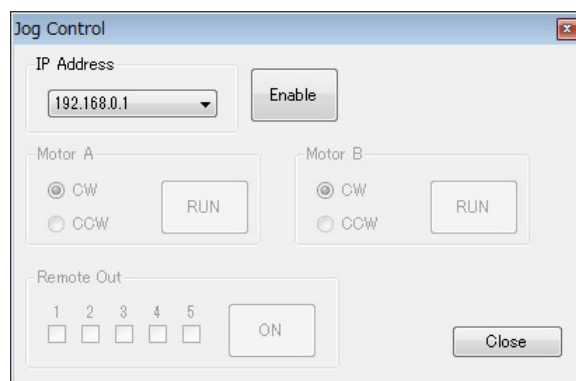 Jog Control
x
IP Address
192.168.0.1
Enable
Motor A
CW
CCW
RUN
Motor B
CW
CCW
RUN
Remote Out
1 2 3 4 5
ON
Close